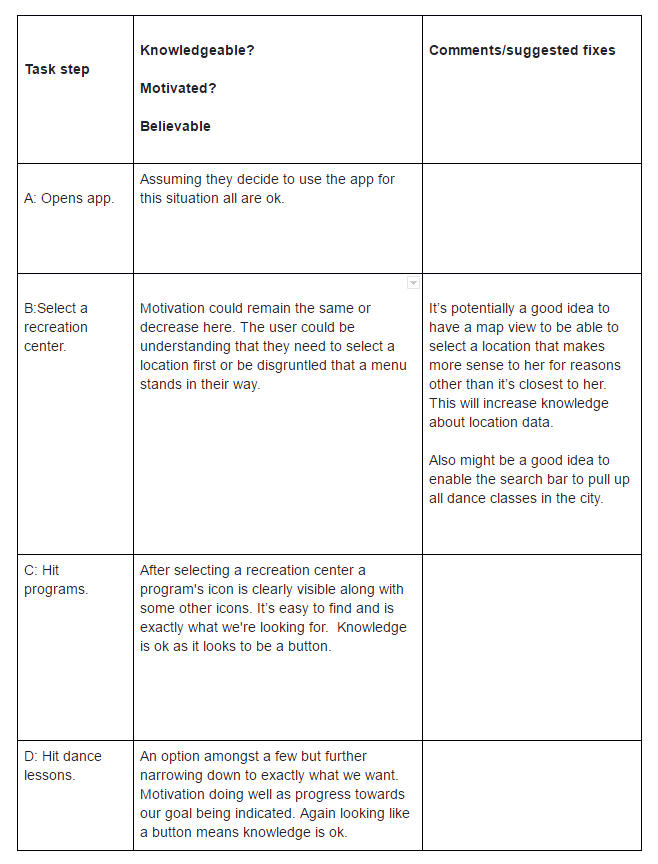 Task step
Knowledgeable?
Motivated?
Believable
Comments/suggested fixes
A: Opens app.
Assuming they decide to use the app for
this situation all are ok.
B:Select a
recreation
center.
Motivation could remain the same or
decrease here. The user could be
understanding that they need to select a
location first or be disgruntled that a menu
stands in their way.
It’s potentially a good idea to
have a map view to be able to
select a location that makes
more sense to her for reasons
other than it’s closest to her.
This will increase knowledge
about location data.
Also might be a good idea to
enable the search bar to pull up
all dance classes in the city.
C: Hit
programs.
After selecting a recreation center a
program's icon is clearly visible along with
some other icons. It’s easy to find and is
exactly what we're looking for.  Knowledge
is ok as it looks to be a button.
D: Hit dance
lessons.
An option amongst a few but further
narrowing down to exactly what we want.
Motivation doing well as progress towards
our goal being indicated. Again looking like
a button means knowledge is ok.